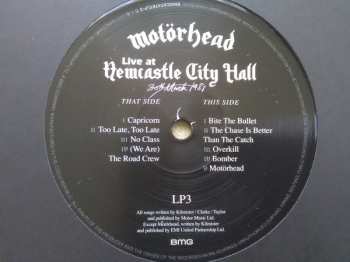 motörhead
Live at
Newcastle City Hall
30th March 1981
THAT SIDE
I Capricorn
II Too Late, Too Late
III No Class
IV (We Are)
The Road Crew
THIS SIDE
I Bite The Bullet
II The Chase Is Better
Than The Catch
III Overkill
IV Bomber
V Motörhead
LP3
All songs written by Kilmister / Clarke / Taylor
and published by Motor Music Ltd.
Except Motörhead, written by Kilmister
and published by EMI United Partnership Ltd.
BMG